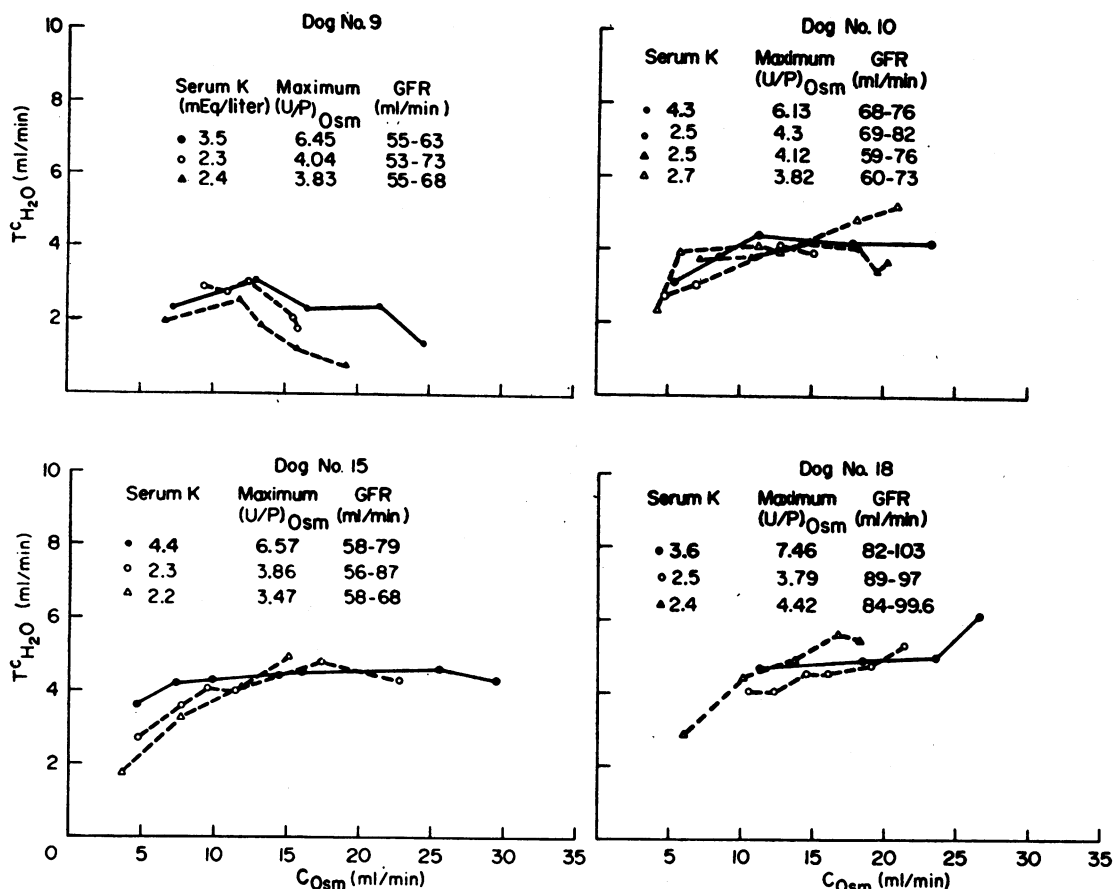 Dog No. 9
Serum K Maximum GFR
(mEq/liter) (U/P)Osm (ml/min)
• 3.5 6.45 55-63
○ 2.3 4.04 53-73
▲ 2.4 3.83 55-68
10
8
6
4
2
TcH2O (ml/min)
5 10 15 20 25 30 35
Dog No. 10
Serum K Maximum GFR
(U/P)Osm (ml/min)
• 4.3 6.13 68-76
○ 2.5 4.3 69-82
▲ 2.5 4.12 59-76
△ 2.7 3.82 60-73
Dog No. 15
Serum K Maximum GFR
(U/P)Osm (ml/min)
• 4.4 6.57 58-79
○ 2.3 3.86 56-87
△ 2.2 3.47 58-68
10
8
6
4
2
0
TcH2O (ml/min)
5 10 15 20 25 30 35
COsm (ml/min)
Dog No. 18
Serum K Maximum GFR
(U/P)Osm (ml/min)
• 3.6 7.46 82-103
○ 2.5 3.79 89-97
▲ 2.4 4.42 84-99.6
5 10 15 20 25 30 35
COsm (ml/min)